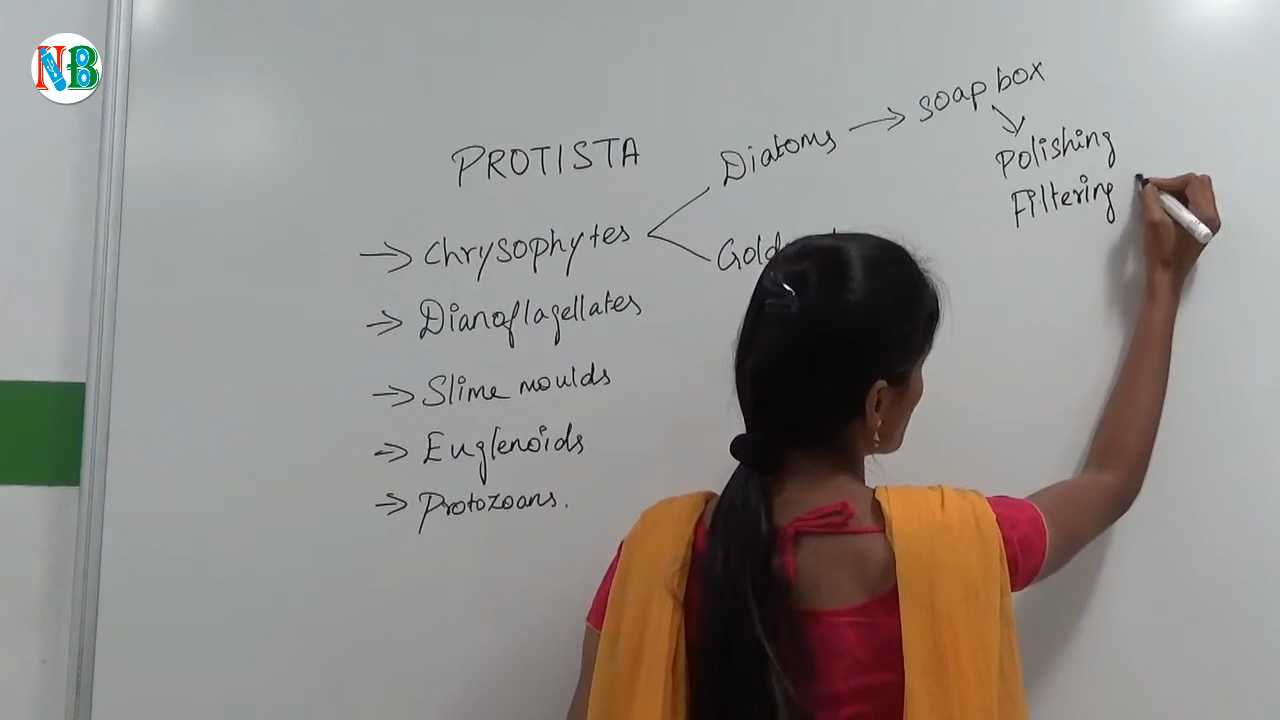 NB
PROTISTA
→ Chrysophytes
Diatoms → soap box
Polishing
Filtering
→ Dianoflagellates
→ Slime moulds
→ Euglenoids
→ Protozoans.